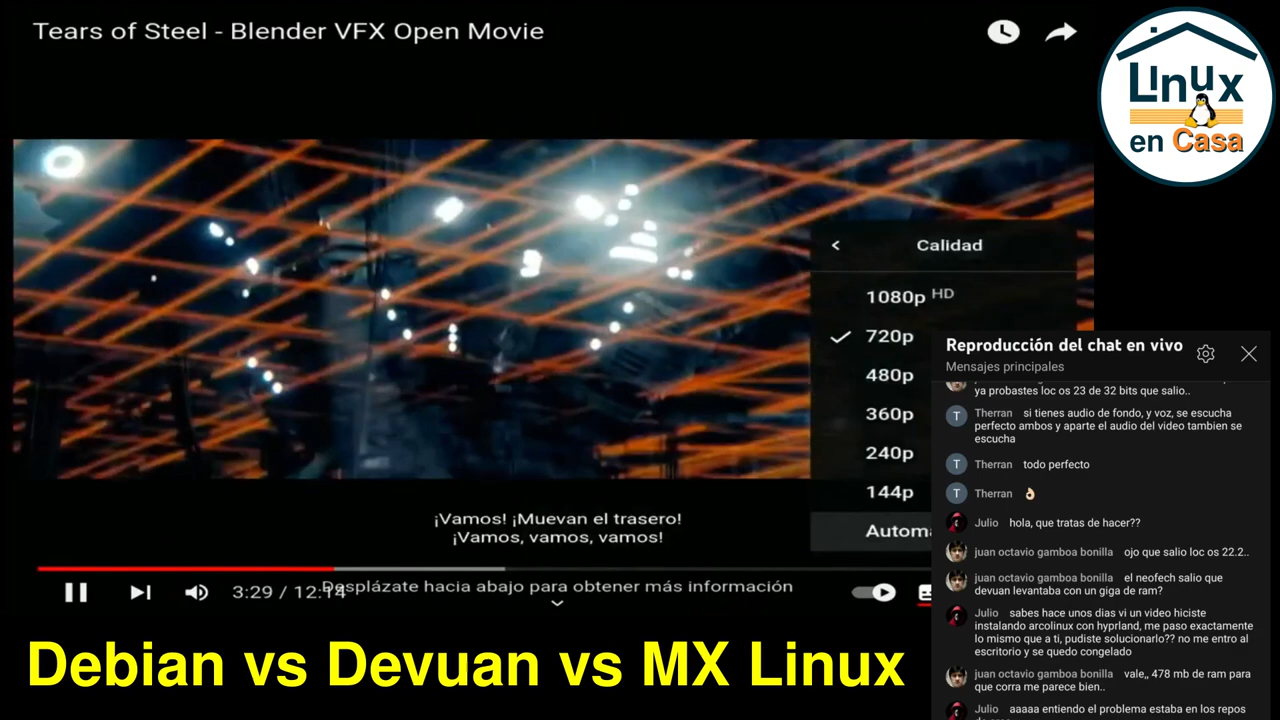 Tears of Steel - Blender VFX Open Movie
Linux
en Casa
Calidad
1080p HD
720p
480p
360p
240p
144p
Autom
¡Vamos! ¡Muevan el trasero!
¡Vamos, vamos, vamos!
3:29 / 12:14
Desplázate hacia abajo para obtener más información
Debian vs Devuan vs MX Linux
Reproducción del chat en vivo
Mensajes principales
ya probastes loc os 23 de 32 bits que salio..
T Therran si tienes audio de fondo, y voz, se escucha
perfecto ambos y aparte el audio del video tambien se
escucha
T Therran todo perfecto
T Therran 👌🏼
Julio hola, que tratas de hacer??
juan octavio gamboa bonilla ojo que salio loc os 22.2..
juan octavio gamboa bonilla el neofech salio que
devuan levantaba con un giga de ram?
Julio sabes hace unos dias vi un video hiciste
instalando arcolinux con hyprland, me paso exactamente
lo mismo que a ti, pudiste solucionarlo?? no me entro al
escritorio y se quedo congelado
juan octavio gamboa bonilla vale,, 478 mb de ram para
que corra me parece bien..
Julio aaaaa entiendo el problema estaba en los repos